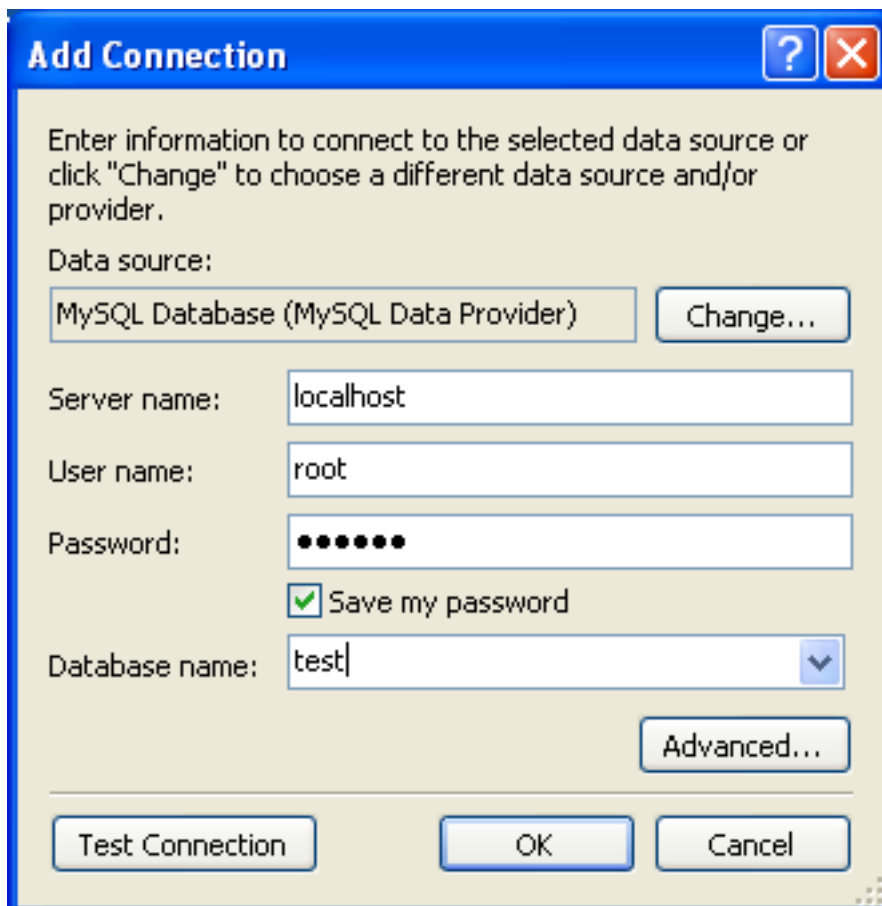 Add Connection
?
Enter information to connect to the selected data source or
click "Change" to choose a different data source and/or
provider.
Data source:
MySQL Database (MySQL Data Provider)
Change...
Server name:
localhost
User name:
root
Password:
●●●●●●
Save my password
Database name:
test
Advanced...
Test Connection
OK
Cancel